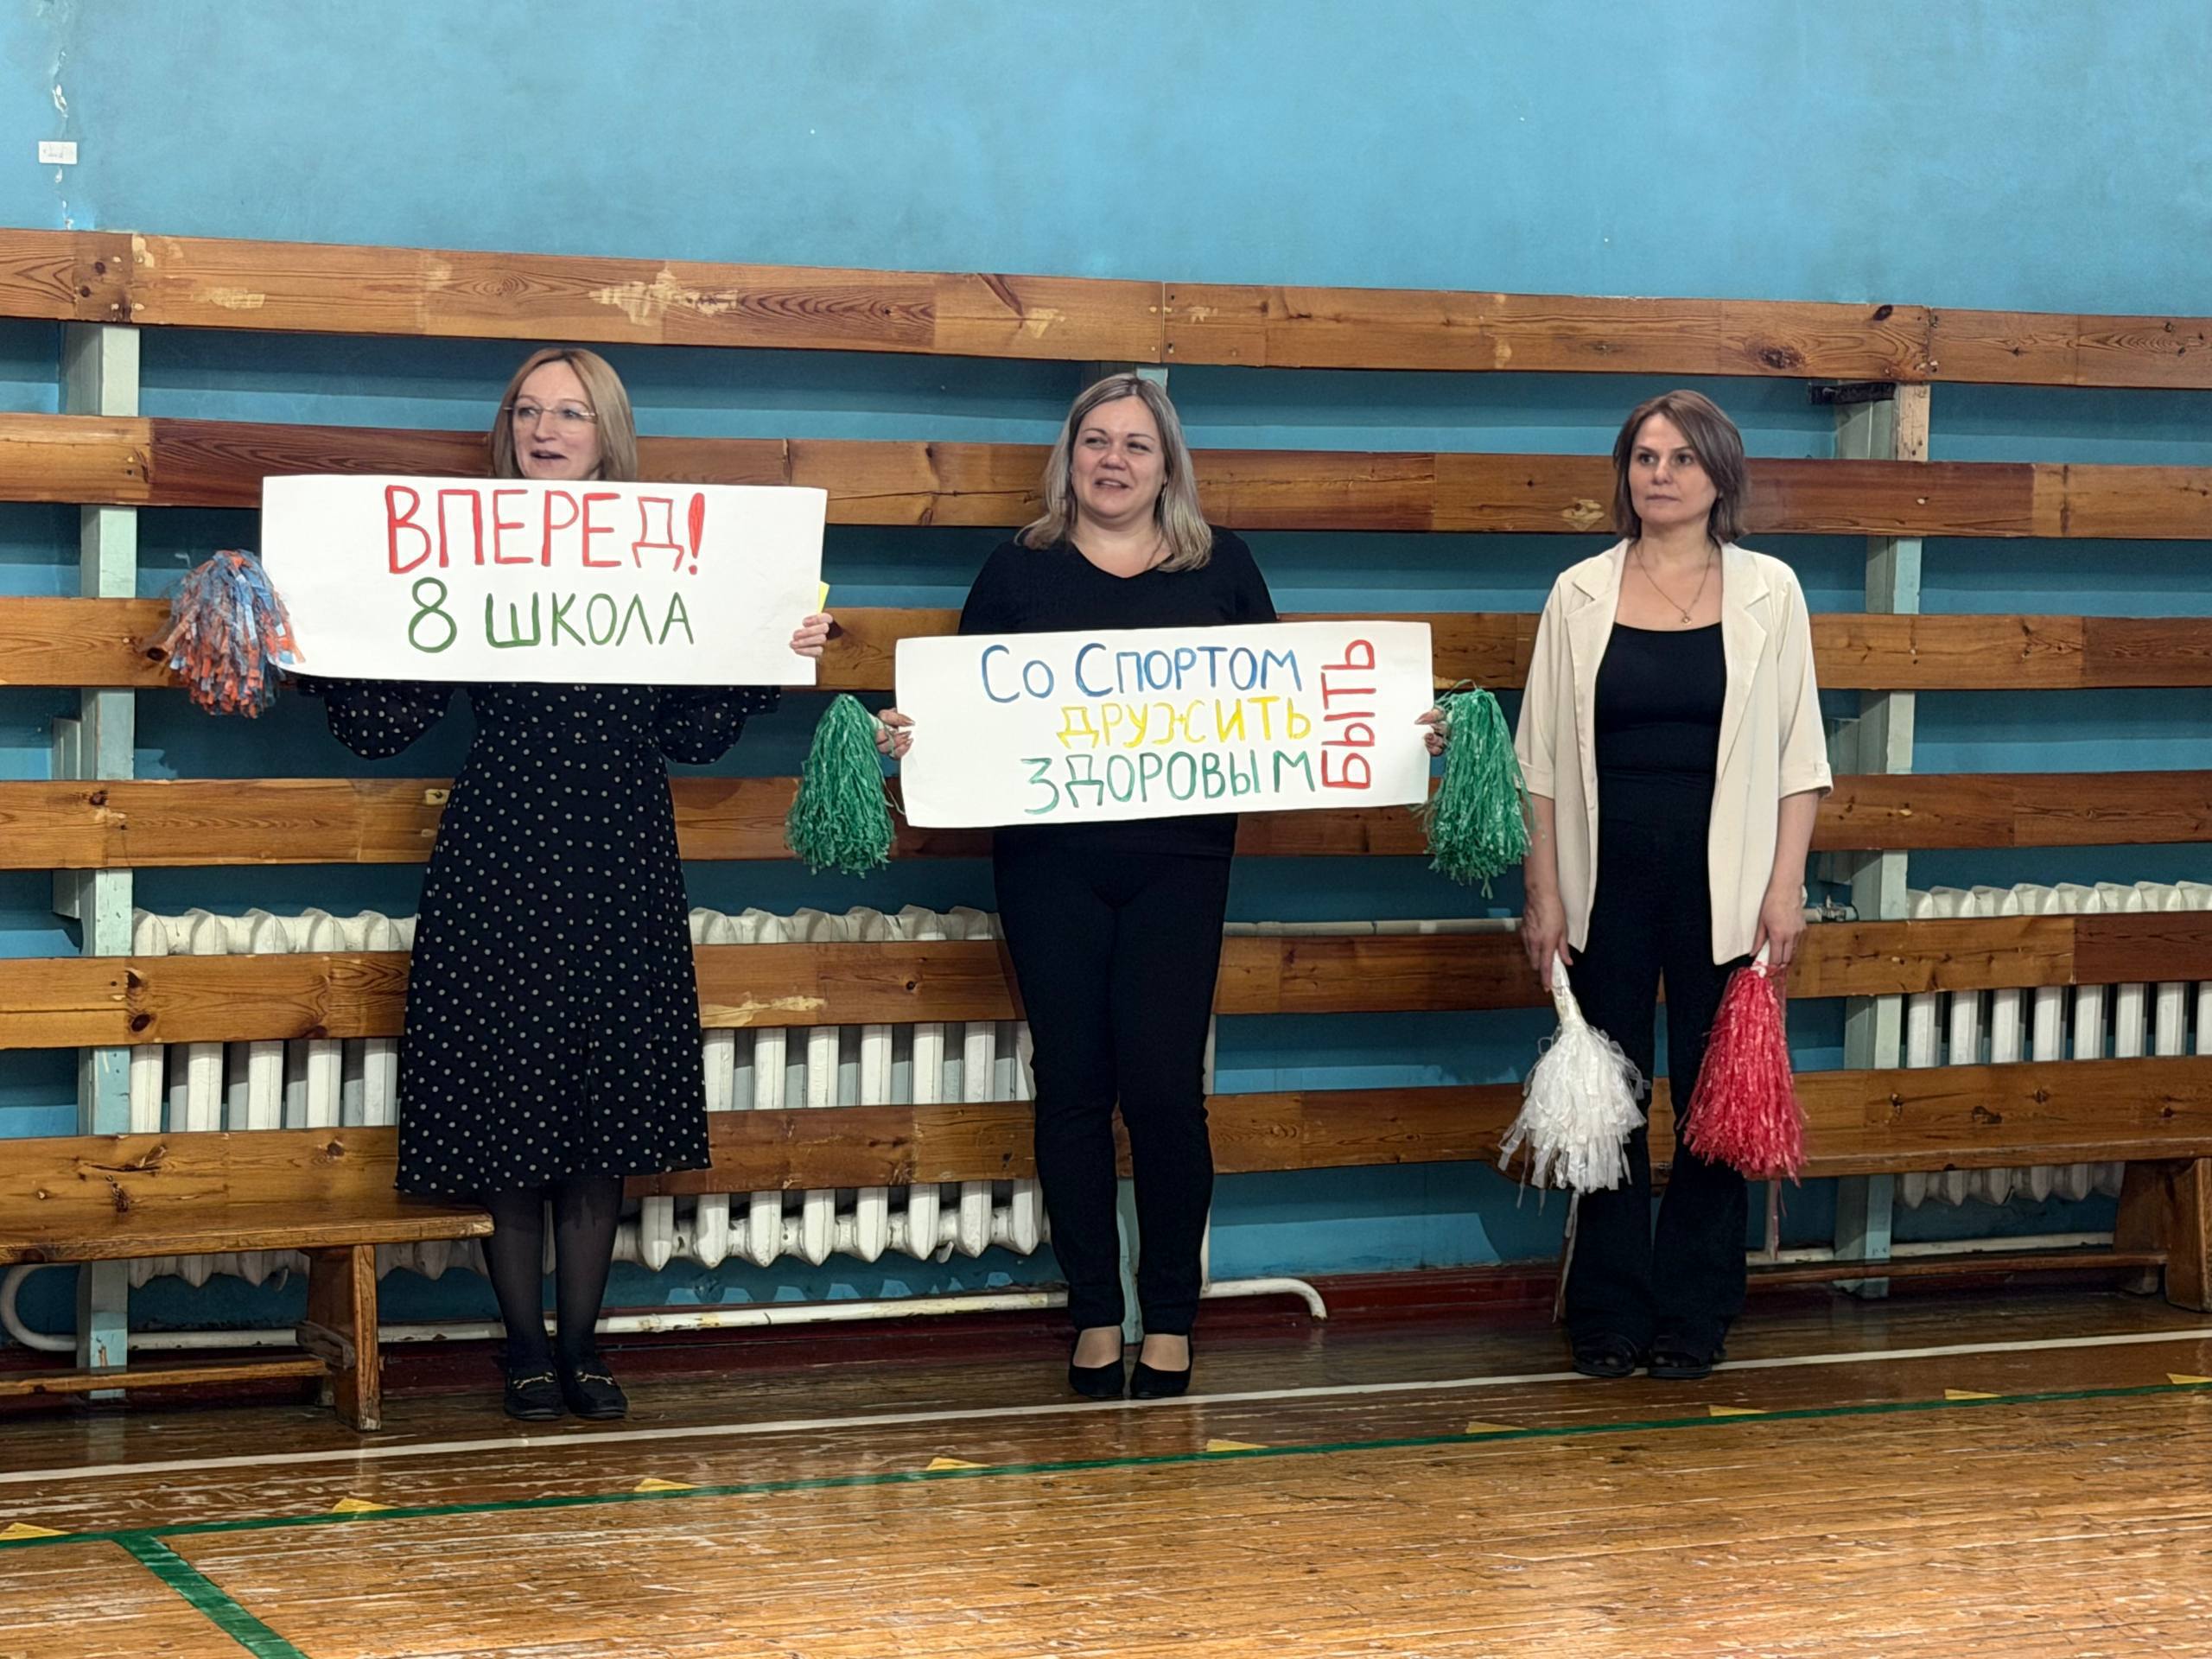 ВПЕРЕД!
8 ШКОЛА
Со Спортом
ДРУЖИТЬ
ЗДОРОВЫМ
БЫТЬ